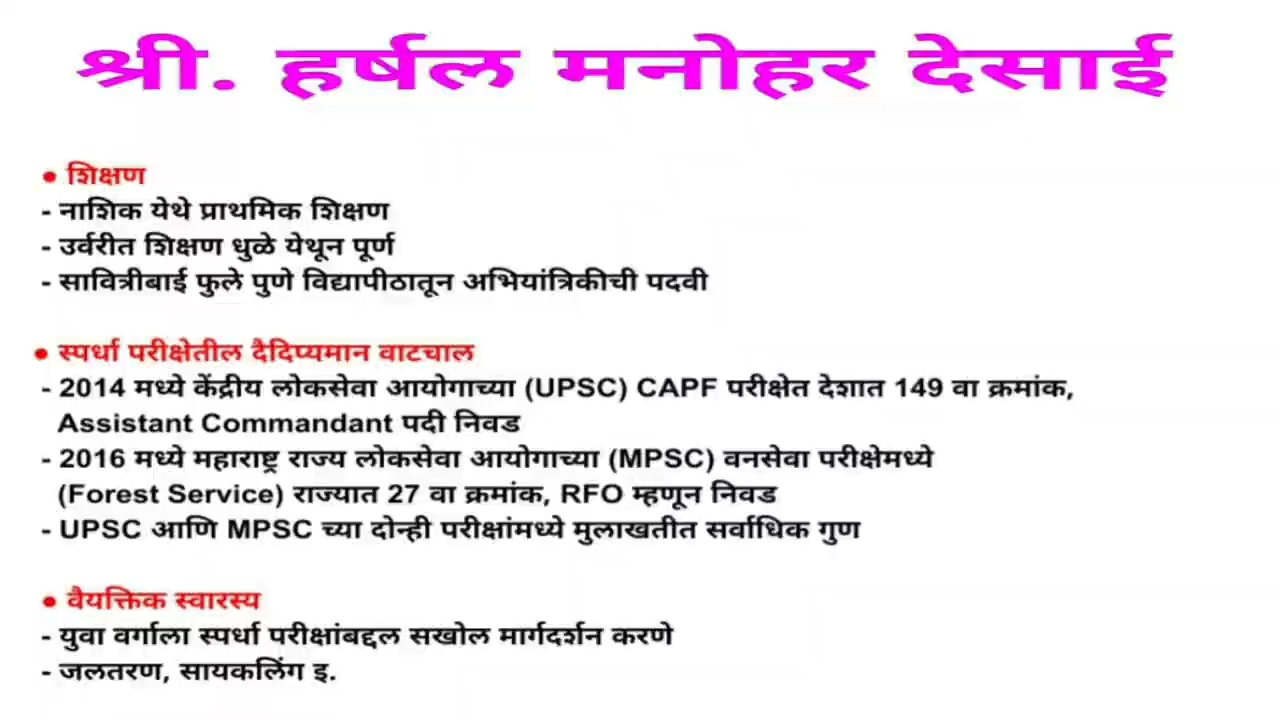 श्री. हर्षल मनोहर देसाई
• शिक्षण
- नाशिक येथे प्राथमिक शिक्षण
- उर्वरीत शिक्षण धुळे येथून पूर्ण
- सावित्रीबाई फुले पुणे विद्यापीठातून अभियांत्रिकीची पदवी
• स्पर्धा परीक्षेतील दैदिप्यमान वाटचाल
- 2014 मध्ये केंद्रीय लोकसेवा आयोगाच्या (UPSC) CAPF परीक्षेत देशात 149 वा क्रमांक,
Assistant Commandant पदी निवड
- 2016 मध्ये महाराष्ट्र राज्य लोकसेवा आयोगाच्या (MPSC) वनसेवा परीक्षेमध्ये
(Forest Service) राज्यात 27 वा क्रमांक, RFO म्हणून निवड
- UPSC आणि MPSC च्या दोन्ही परीक्षांमध्ये मुलाखतीत सर्वाधिक गुण
• वैयक्तिक स्वारस्य
- युवा वर्गाला स्पर्धा परीक्षांबद्दल सखोल मार्गदर्शन करणे
- जलतरण, सायकलिंग इ.